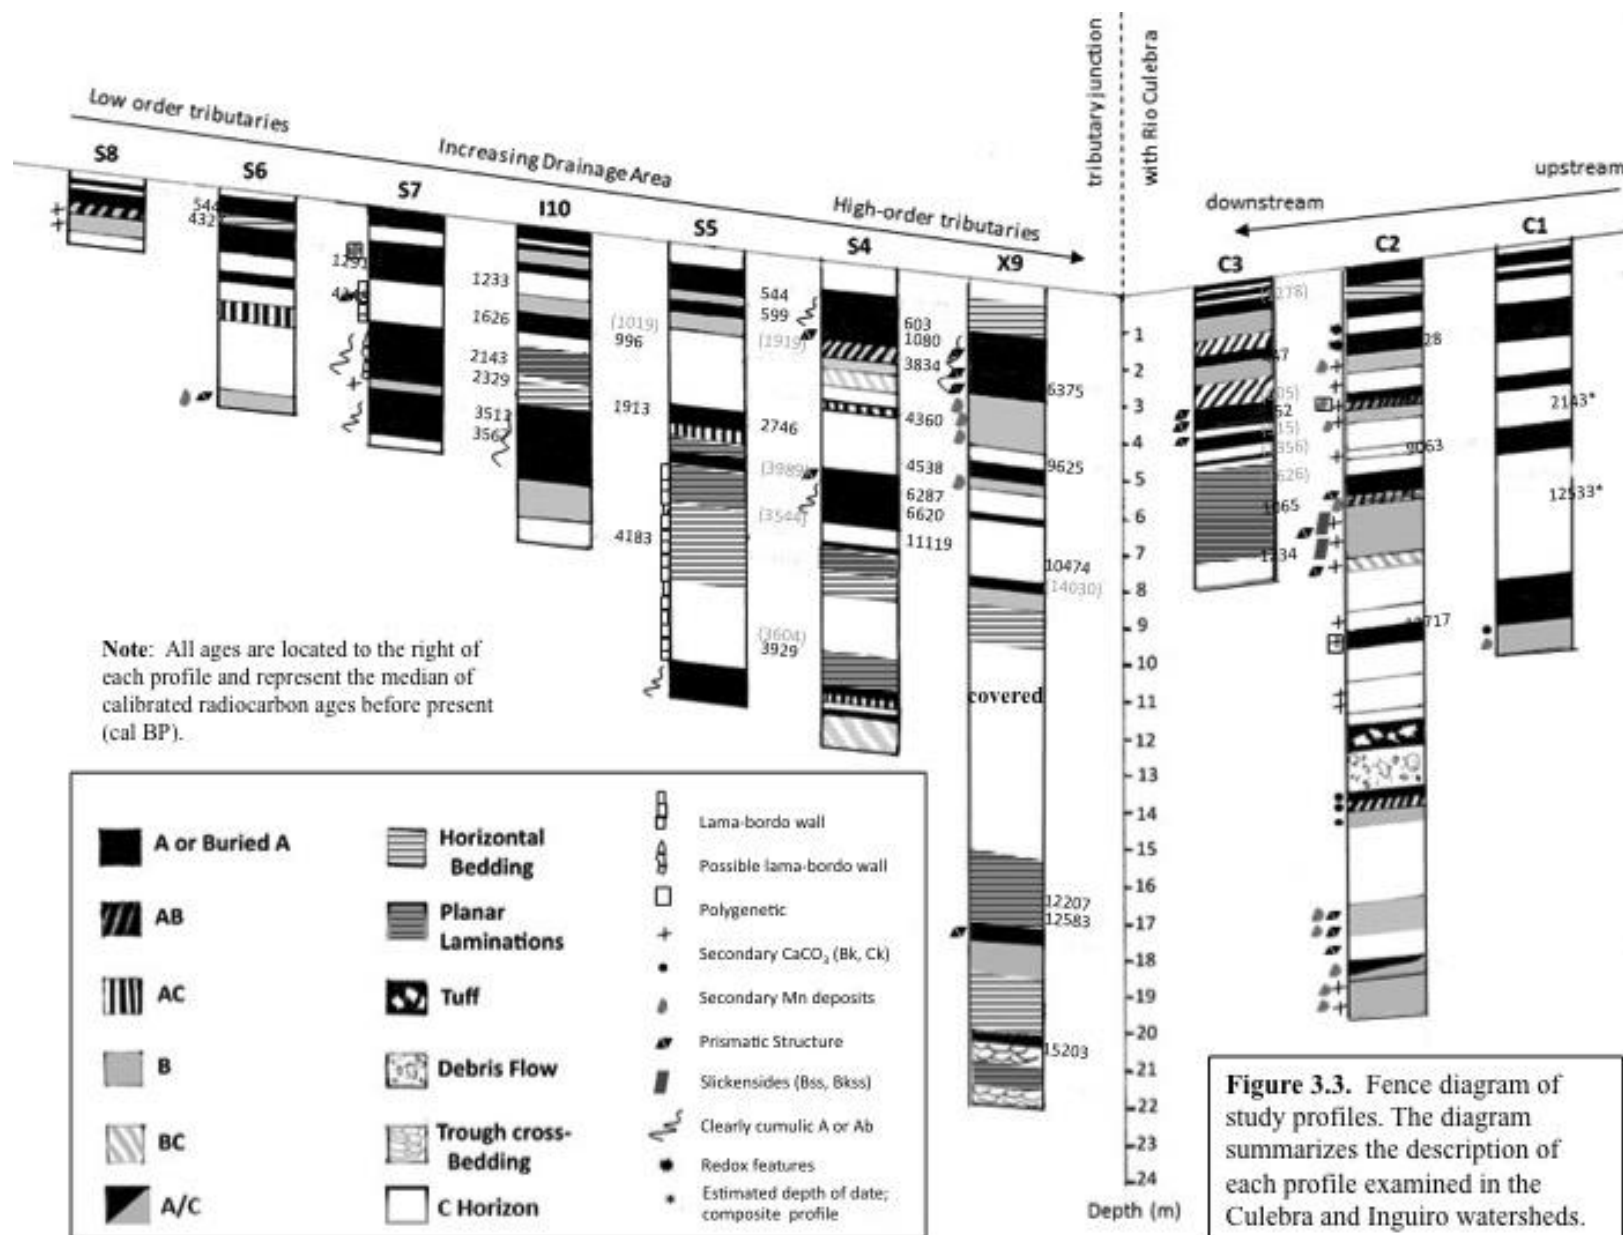 Low order tributaries
Increasing Drainage Area
High-order tributaries
tributary junction
with Rio Culebra
upstream
downstream
S8
S6
S7
I10
S5
S4
X9
C3
C2
C1
544
1233
1626
2143
2329
3513
(1019)
996
1913
4183
544
599
(1919)
2746
(3989)
(3544)
(3604)
3929
603
1080
3834
4360
4538
6287
6620
11119
6375
9625
10474
(14030)
12207
12583
15203
9063
2143*
12533*
covered
1
2
3
4
5
6
7
8
9
10
11
12
13
14
15
16
17
18
19
20
21
22
23
24
Depth (m)
Note: All ages are located to the right of
each profile and represent the median of
calibrated radiocarbon ages before present
(cal BP).
A or Buried A
AB
AC
B
BC
A/C
Horizontal
Bedding
Planar
Laminations
Tuff
Debris Flow
Trough cross-
Bedding
C Horizon
Lama-bordo wall
Possible lama-bordo wall
Polygenetic
Secondary CaCO₃ (Bk, Ck)
Secondary Mn deposits
Prismatic Structure
Slickensides (Bss, Bkss)
Clearly cumulic A or Ab
Redox features
Estimated depth of date;
composite profile
Figure 3.3. Fence diagram of
study profiles. The diagram
summarizes the description of
each profile examined in the
Culebra and Inguiro watersheds.